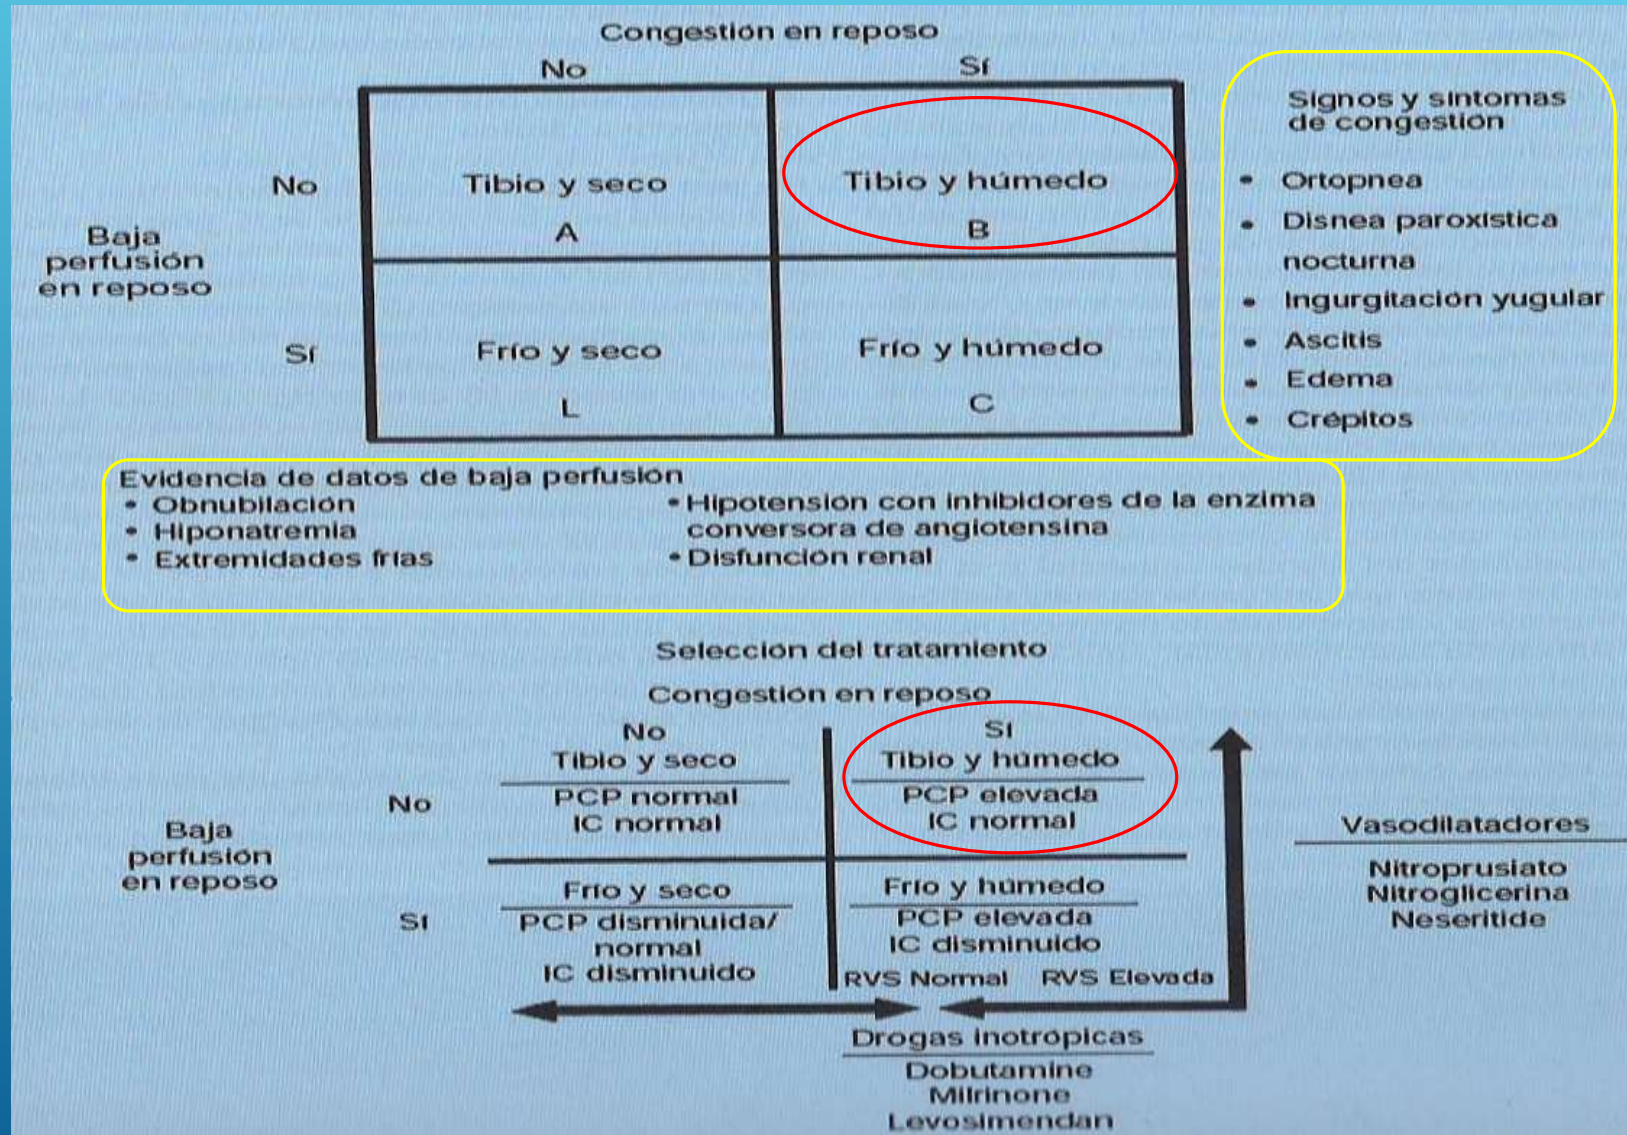 Congestión en reposo
No Sí
Signos y síntomas
de congestión
• Ortopnea
• Disnea paroxística
nocturna
• Ingurgitación yugular
• Ascitis
• Edema
• Crépitos
Baja
perfusión
en reposo
No
Tibio y seco
A
Tibio y húmedo
B
Sí
Frío y seco
L
Frío y húmedo
C
Evidencia de datos de baja perfusión
• Obnubilación
• Hiponatremia
• Extremidades frías
• Hipotensión con inhibidores de la enzima
conversora de angiotensina
• Disfunción renal
Selección del tratamiento
Congestión en reposo
No
Tibio y seco
PCP normal
IC normal
Sí
Tibio y húmedo
PCP elevada
IC normal
Baja
perfusión
en reposo
No
Sí
Frío y seco
PCP disminuida/
normal
IC disminuido
Frío y húmedo
PCP elevada
IC disminuido
RVS Normal RVS Elevada
Vasodilatadores
Nitroprusiato
Nitroglicerina
Neseritide
Drogas inotrópicas
Dobutamine
Milrinone
Levosimendan